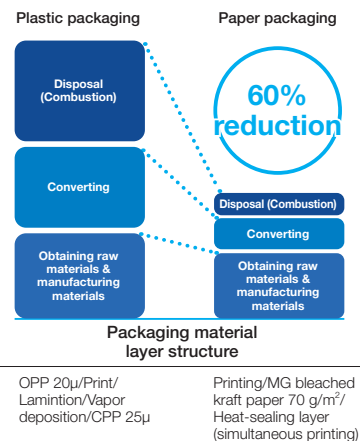 Plastic packaging
Paper packaging
Disposal
(Combustion)
Converting
Obtaining raw
materials &
manufacturing
materials
60%
reduction
Disposal (Combustion)
Converting
Obtaining raw
materials &
manufacturing
materials
Packaging material
layer structure
OPP 20μ/Print/
Lamintion/Vapor
deposition/CPP 25μ
Printing/MG bleached
kraft paper 70 g/m²/
Heat-sealing layer
(simultaneous printing)